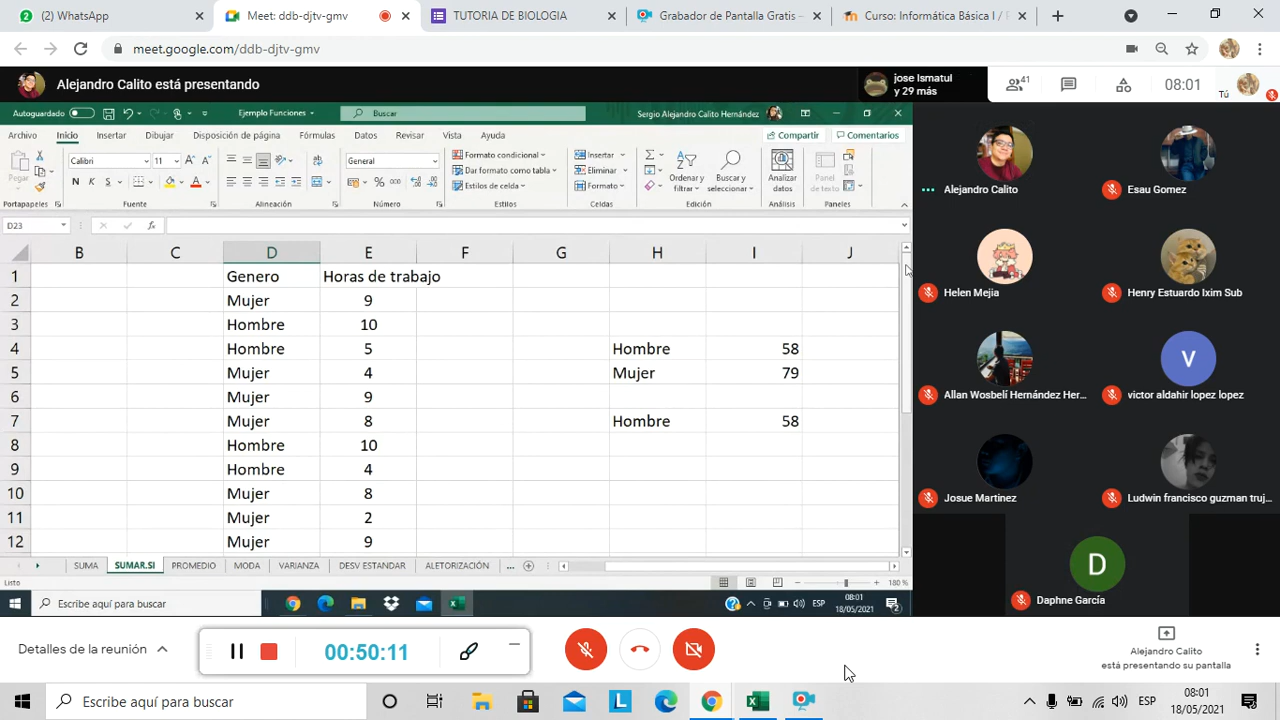 (2) WhatsApp
Meet: ddb-djtv-gmv
TUTORIA DE BIOLOGIA
Grabador de Pantalla Gratis –
Curso: Informática Básica I / E
meet.google.com/ddb-djtv-gmv
Alejandro Calito está presentando
jose Ismatul
y 29 más
41
08:01
Tú
Autoguardado
Ejemplo Funciones
Buscar
Sergio Alejandro Calito Hernández
Archivo Inicio Insertar Dibujar Disposición de página Fórmulas Datos Revisar Vista Ayuda
Compartir Comentarios
Pegar
Calibri 11
N K S
General
Formato condicional
Dar formato como tabla
Estilos de celda
Insertar
Eliminar
Formato
Ordenar y filtrar
Buscar y seleccionar
Analizar datos
Panel de texto
Portapapeles Fuente Alineación Número Estilos Celdas Edición Análisis Paneles
D23
fx
B C D E F G H I J
1 Genero Horas de trabajo
2 Mujer 9
3 Hombre 10
4 Hombre 5 Hombre 58
5 Mujer 4 Mujer 79
6 Mujer 9
7 Mujer 8 Hombre 58
8 Hombre 10
9 Hombre 4
10 Mujer 8
11 Mujer 2
12 Mujer 9
SUMA SUMAR.SI PROMEDIO MODA VARIANZA DESV ESTANDAR ALETORIZACIÓN ...
Listo
180 %
Escribe aquí para buscar
ESP
08:01
18/05/2021
2
Alejandro Calito
Esau Gomez
Helen Mejia
Henry Estuardo Ixim Sub
Allan Wosbelí Hernández Her...
V
victor aldahir lopez lopez
Josue Martinez
Ludwin francisco guzman truj...
D
Daphne García
Detalles de la reunión
00:50:11
Alejandro Calito
está presentando su pantalla
Escribe aquí para buscar
L
ESP
08:01
18/05/2021